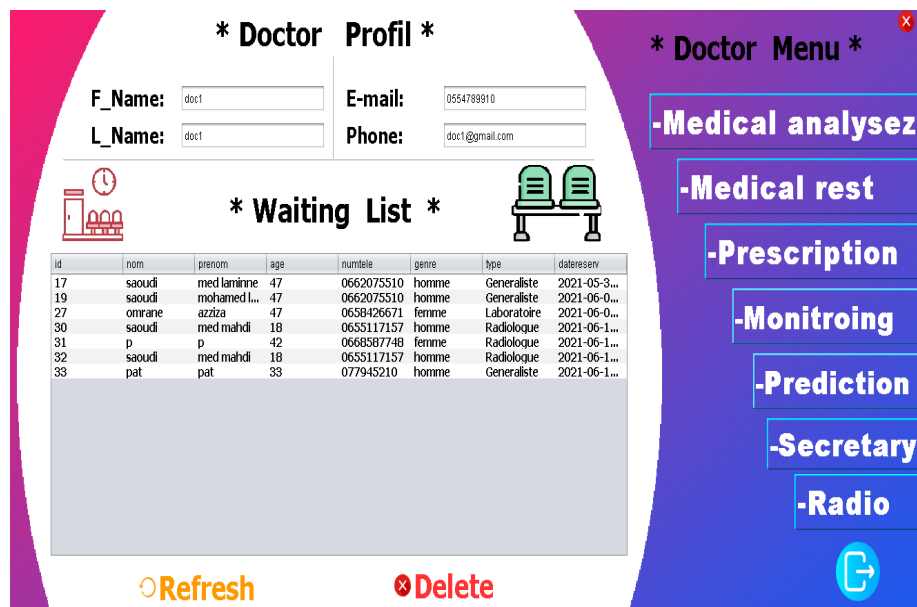 * Doctor Profil *
F_Name: doc1 E-mail: 0554789910
L_Name: doc1 Phone: doc1@gmail.com
* Waiting List *
id nom prenom age numtele genre type datereserv
17 saoudi med laminne 47 0662075510 homme Generaliste 2021-05-3...
19 saoudi mohamed l... 47 0662075510 homme Generaliste 2021-06-0...
27 omrane azziza 47 0658426671 femme Laboratoire 2021-06-0...
30 saoudi med mahdi 18 0655117157 homme Radiologue 2021-06-1...
31 p p 42 0668587748 femme Radiologue 2021-06-1...
32 saoudi med mahdi 18 0655117157 homme Radiologue 2021-06-1...
33 pat pat 33 077945210 homme Generaliste 2021-06-1...
Refresh Delete
* Doctor Menu *
-Medical analysez
-Medical rest
-Prescription
-Monitroing
-Prediction
-Secretary
-Radio